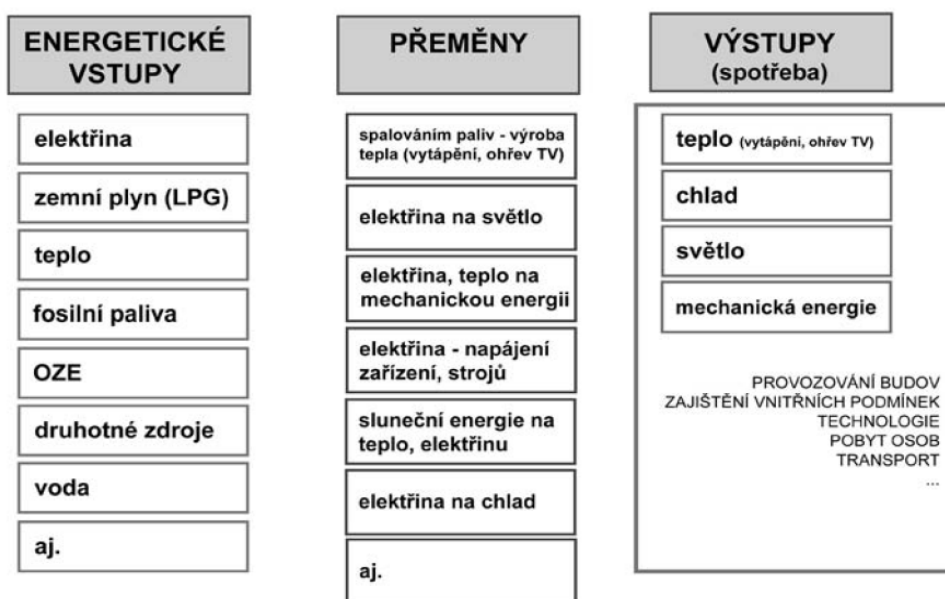 ENERGETICKÉ
VSTUPY
elektřina
zemní plyn (LPG)
teplo
fosilní paliva
OZE
druhotné zdroje
voda
aj.
PŘEMĚNY
spalováním paliv - výroba
tepla (vytápění, ohřev TV)
elektřina na světlo
elektřina, teplo na
mechanickou energii
elektřina - napájení
zařízení, strojů
sluneční energie na
teplo, elektřinu
elektřina na chlad
aj.
VÝSTUPY
(spotřeba)
teplo (vytápění, ohřev TV)
chlad
světlo
mechanická energie
PROVOZOVÁNÍ BUDOV
ZAJIŠTĚNÍ VNITŘNÍCH PODMÍNEK
TECHNOLOGIE
POBYT OSOB
TRANSPORT
...